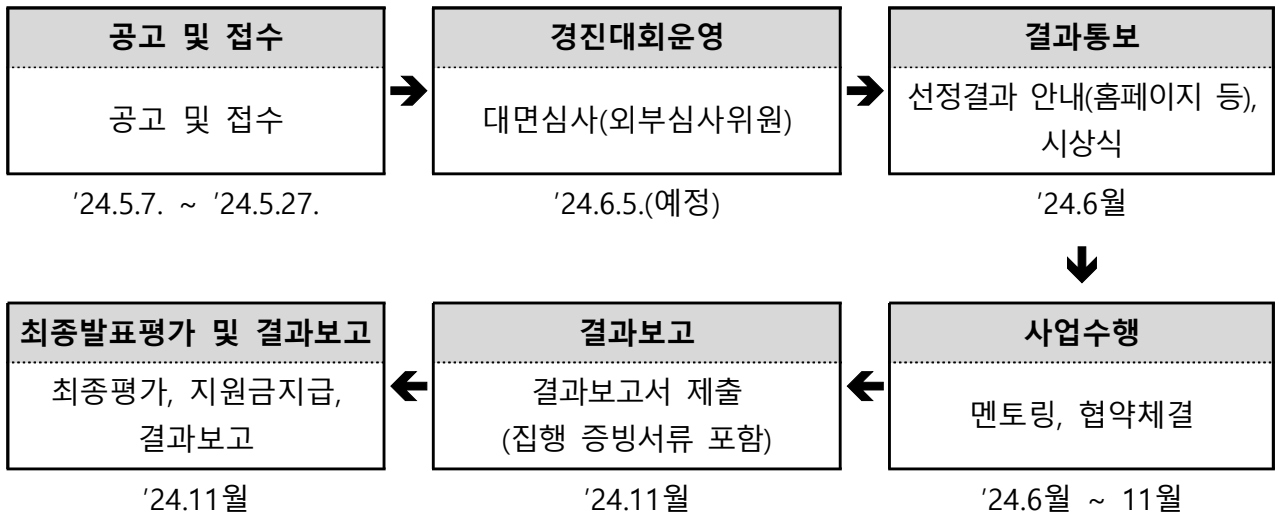 공고 및 접수
공고 및 접수
'24.5.7. ~ '24.5.27.
경진대회운영
대면심사(외부심사위원)
'24.6.5.(예정)
결과통보
선정결과 안내(홈페이지 등),
시상식
'24.6월
사업수행
멘토링, 협약체결
'24.6월 ~ 11월
결과보고
결과보고서 제출
(집행 증빙서류 포함)
'24.11월
최종발표평가 및 결과보고
최종평가, 지원금지급,
결과보고
'24.11월